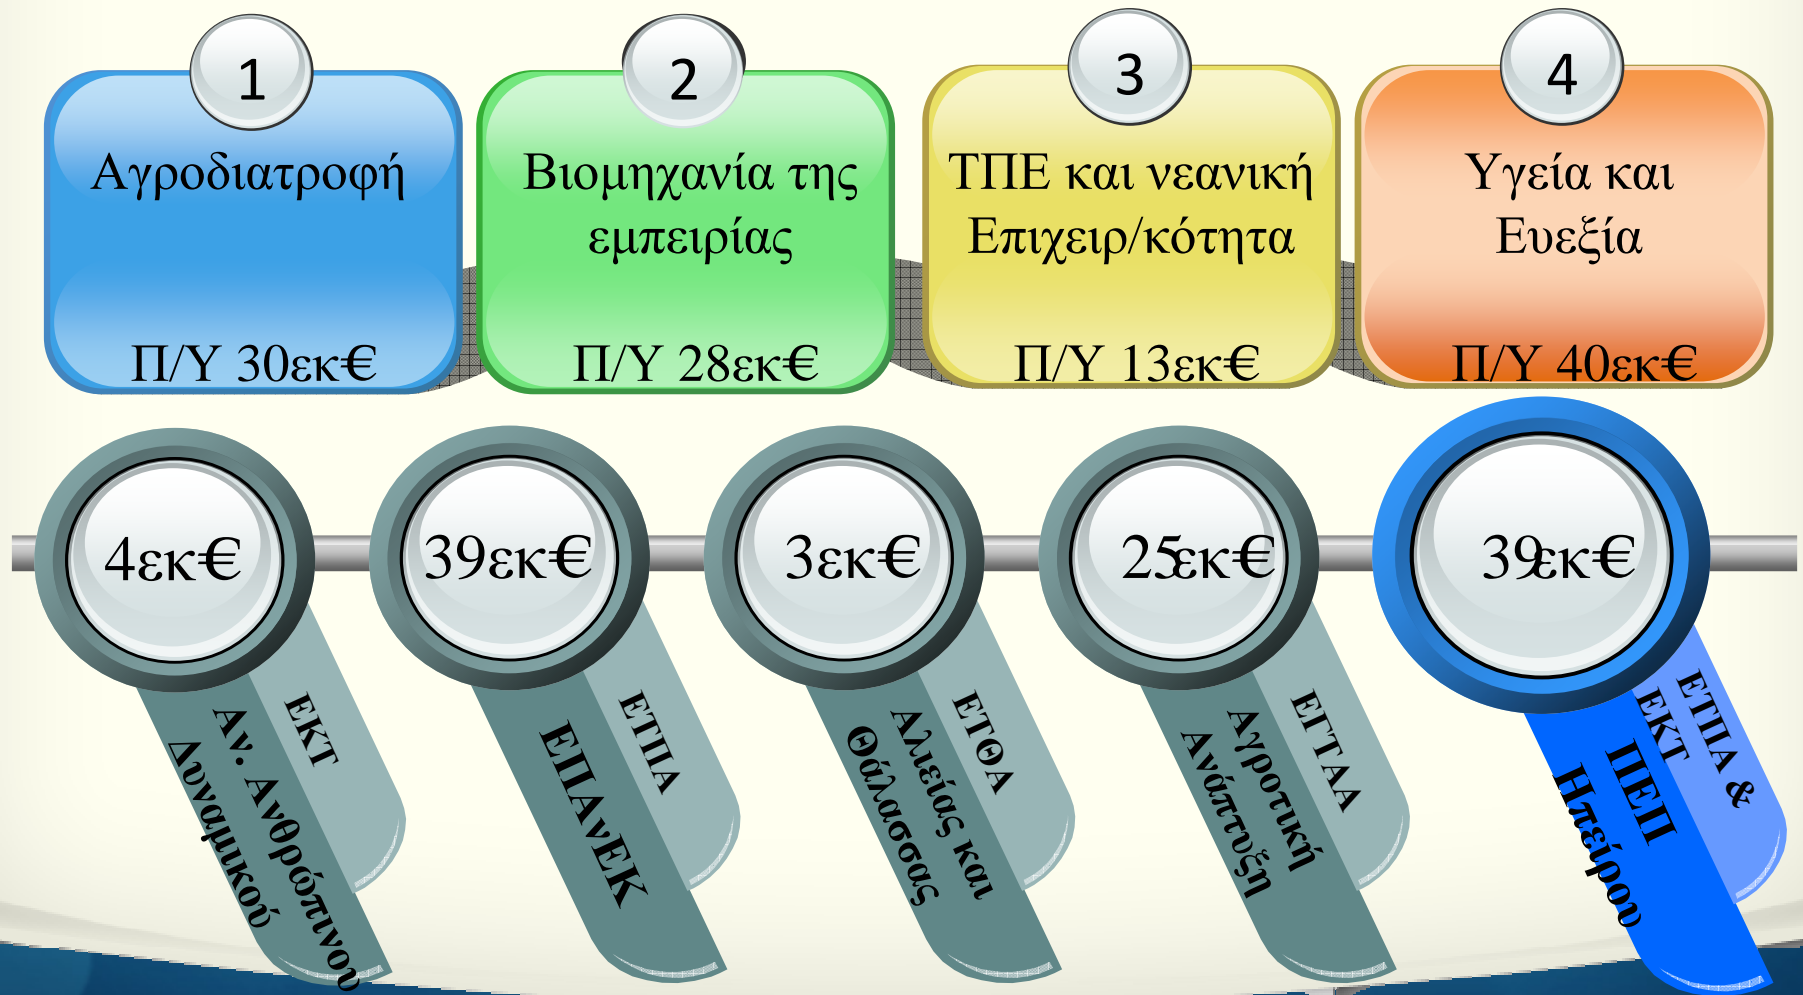 1
Αγροδιατροφή
Π/Υ 30εκ€
2
Βιομηχανία της
εμπειρίας
Π/Υ 28εκ€
3
ΤΠΕ και νεανική
Επιχειρ/κότητα
Π/Υ 13εκ€
4
Υγεία και
Ευεξία
Π/Υ 40εκ€
4εκ€
ΕΚΤ
Αν. Ανθρώπινου
Δυναμικού
39εκ€
ΕΤΠΑ
ΕΠΑνΕΚ
3εκ€
ΕΤΘΑ
Αλιείας και
Θάλασσας
25εκ€
ΕΓΤΑΑ
Αγροτική
Ανάπτυξη
39εκ€
ΕΤΠΑ &
ΕΚΤ
ΠΕΠ
Ηπείρου